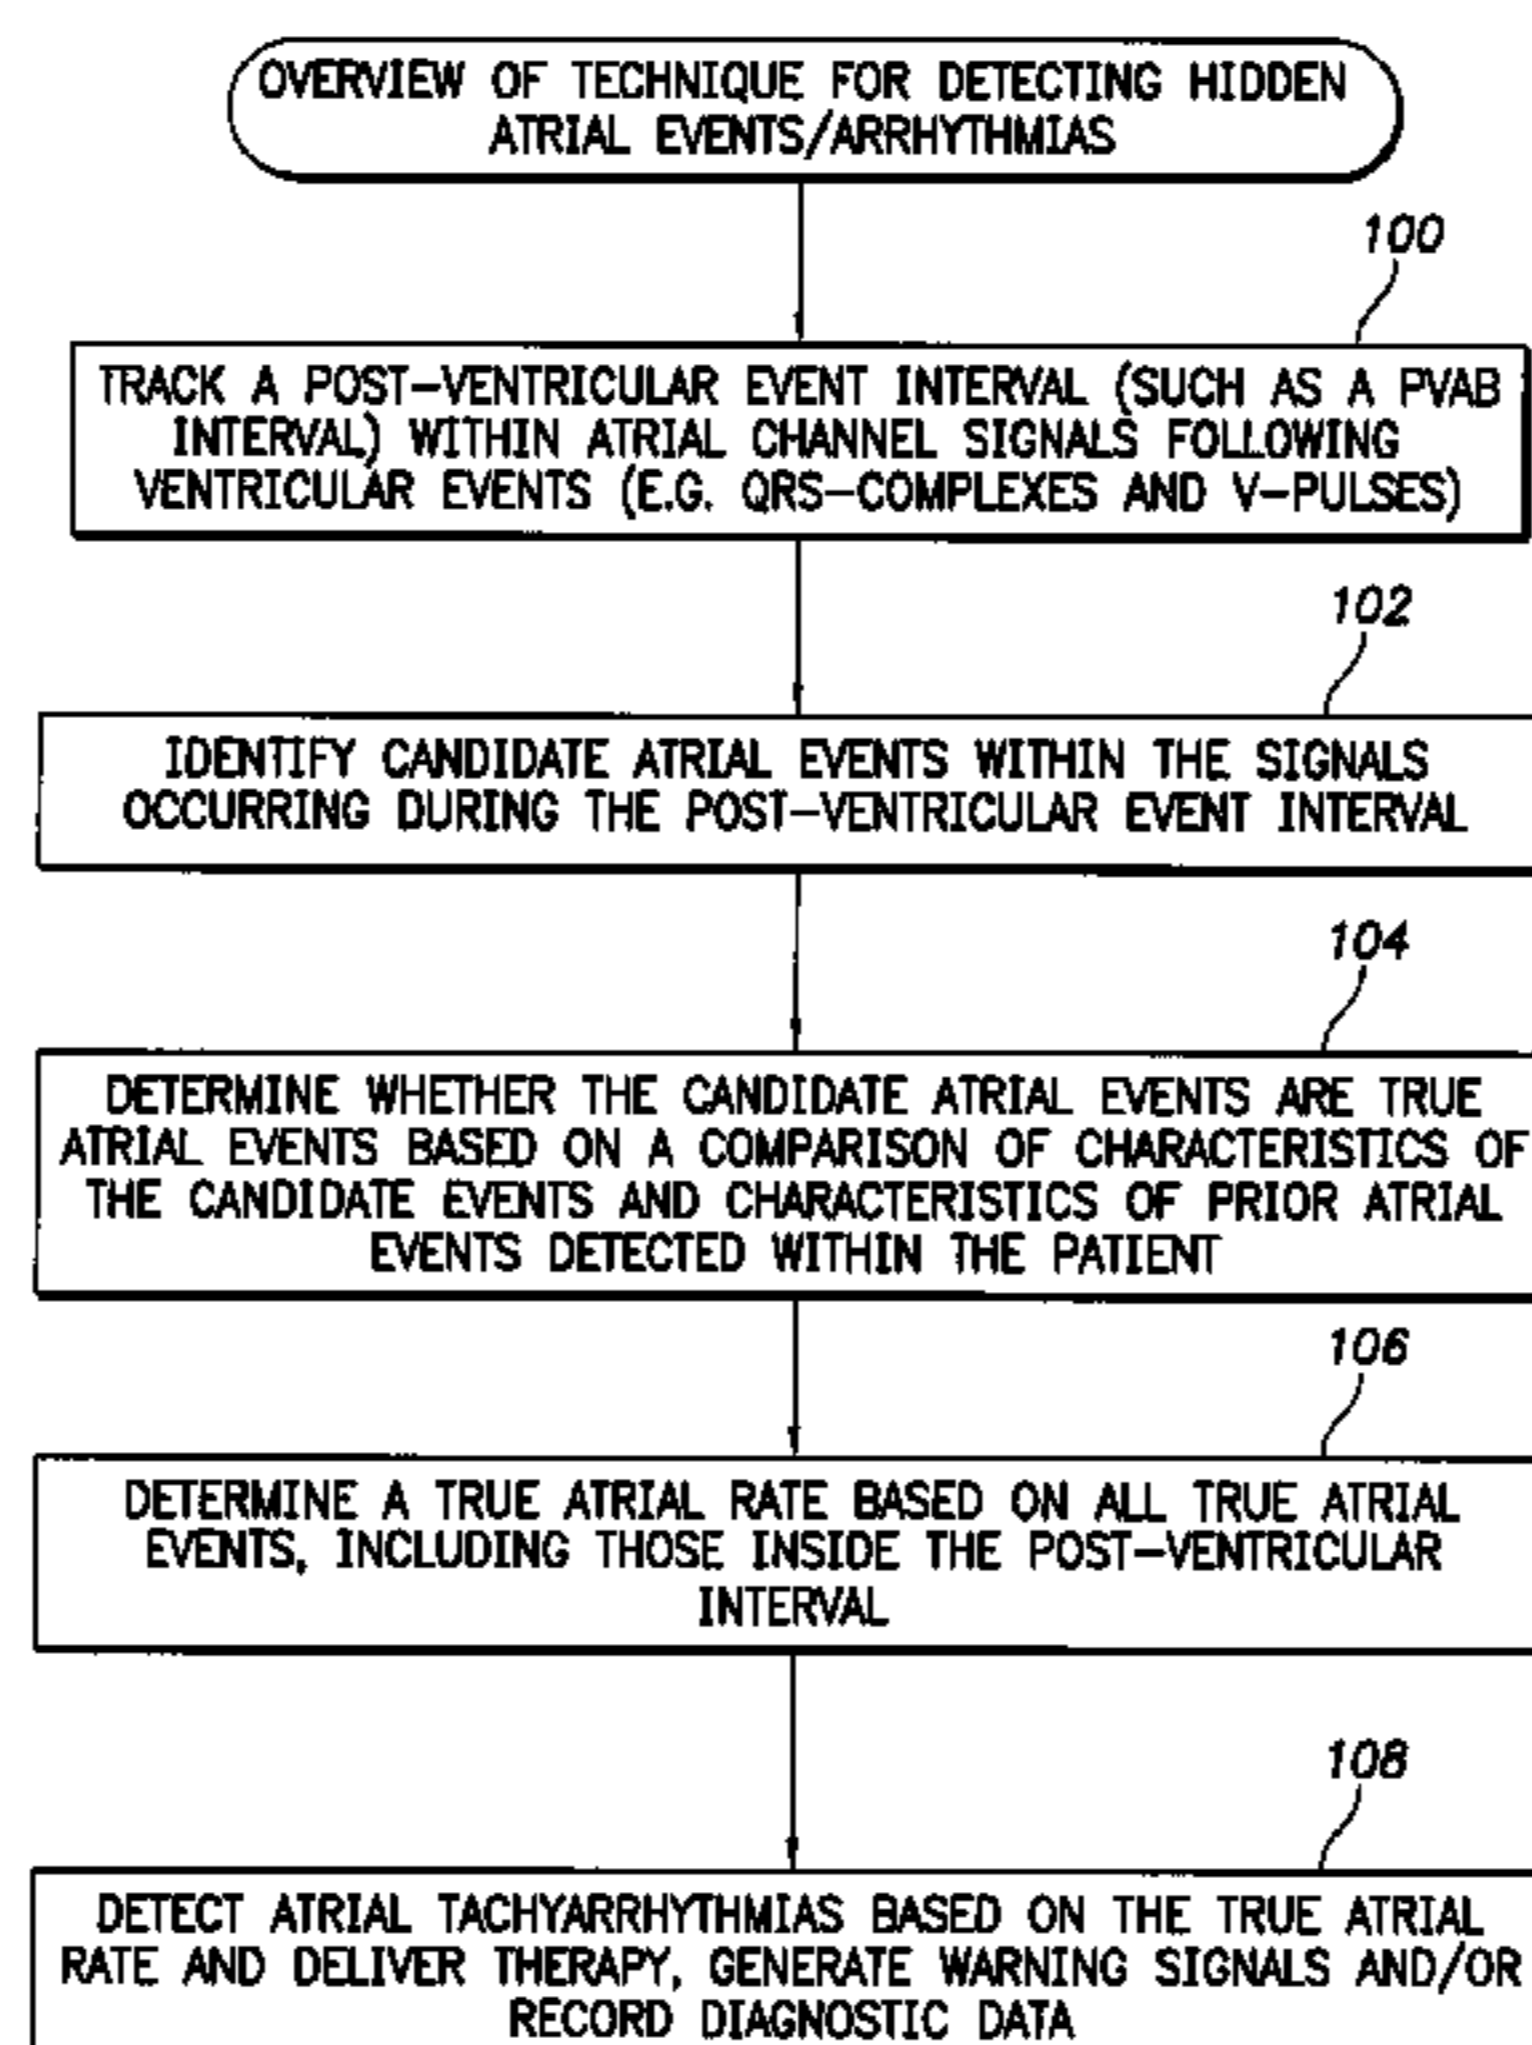 OVERVIEW OF TECHNIQUE FOR DETECTING HIDDEN
ATRIAL EVENTS/ARRHYTHMIAS
100
TRACK A POST-VENTRICULAR EVENT INTERVAL (SUCH AS A PVAB
INTERVAL) WITHIN ATRIAL CHANNEL SIGNALS FOLLOWING
VENTRICULAR EVENTS (E.G. QRS-COMPLEXES AND V-PULSES)
102
IDENTIFY CANDIDATE ATRIAL EVENTS WITHIN THE SIGNALS
OCCURRING DURING THE POST-VENTRICULAR EVENT INTERVAL
104
DETERMINE WHETHER THE CANDIDATE ATRIAL EVENTS ARE TRUE
ATRIAL EVENTS BASED ON A COMPARISON OF CHARACTERISTICS OF
THE CANDIDATE EVENTS AND CHARACTERISTICS OF PRIOR ATRIAL
EVENTS DETECTED WITHIN THE PATIENT
106
DETERMINE A TRUE ATRIAL RATE BASED ON ALL TRUE ATRIAL
EVENTS, INCLUDING THOSE INSIDE THE POST-VENTRICULAR
INTERVAL
108
DETECT ATRIAL TACHYARRHYTHMIAS BASED ON THE TRUE ATRIAL
RATE AND DELIVER THERAPY, GENERATE WARNING SIGNALS AND/OR
RECORD DIAGNOSTIC DATA